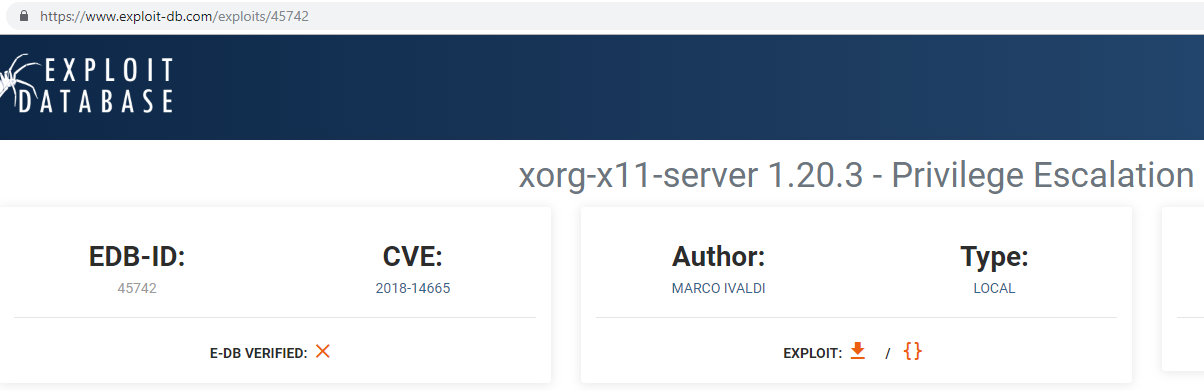 https://www.exploit-db.com/exploits/45742
EXPLOIT
DATABASE
xorg-x11-server 1.20.3 - Privilege Escalation
EDB-ID: CVE: Author: Type:
45742 2018-14665 MARCO IVALDI LOCAL
E-DB VERIFIED: EXPLOIT: / {}